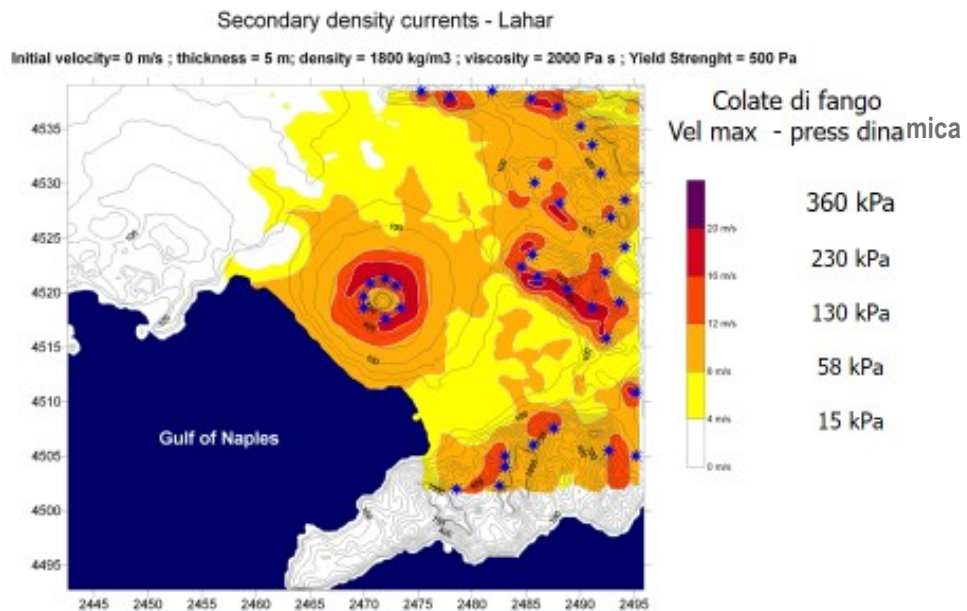 Secondary density currents - Lahar
Initial velocity= 0 m/s ; thickness = 5 m; density = 1800 kg/m3 ; viscosity = 2000 Pa s ; Yield Strenght = 500 Pa
Colate di fango
Vel max - press dinamica
360 kPa
20 m/s
230 kPa
16 m/s
130 kPa
12 m/s
58 kPa
8 m/s
15 kPa
4 m/s
0 m/s
Gulf of Naples
4535
4530
4525
4520
4515
4510
4505
4500
4495
2445 2450 2455 2460 2465 2470 2475 2480 2485 2490 2495